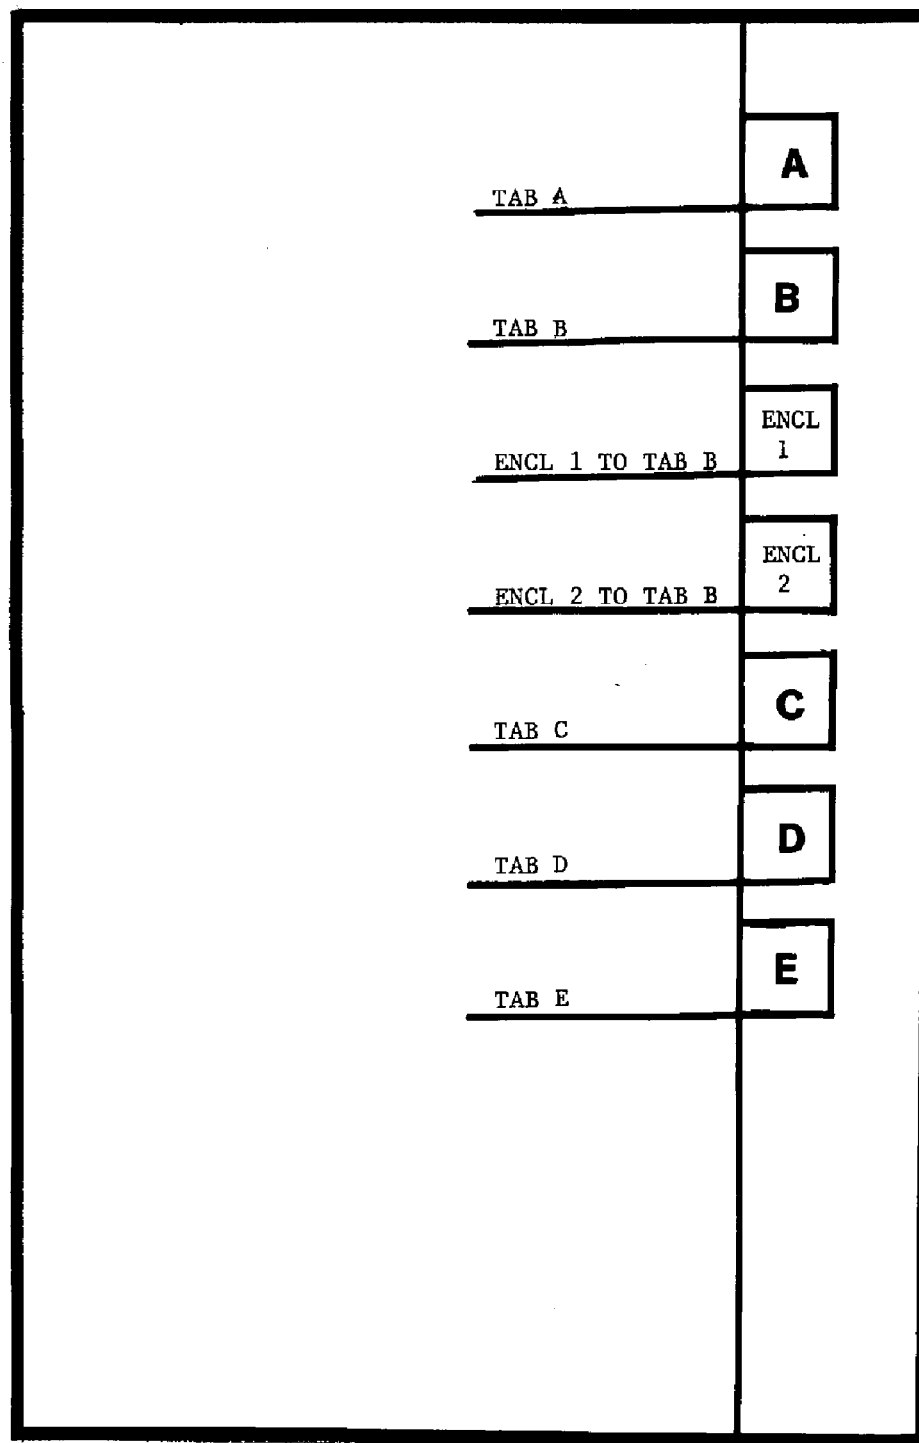 A
TAB A
B
TAB B
ENCL
1
ENCL 1 TO TAB B
ENCL
2
ENCL 2 TO TAB B
C
TAB C
D
TAB D
E
TAB E